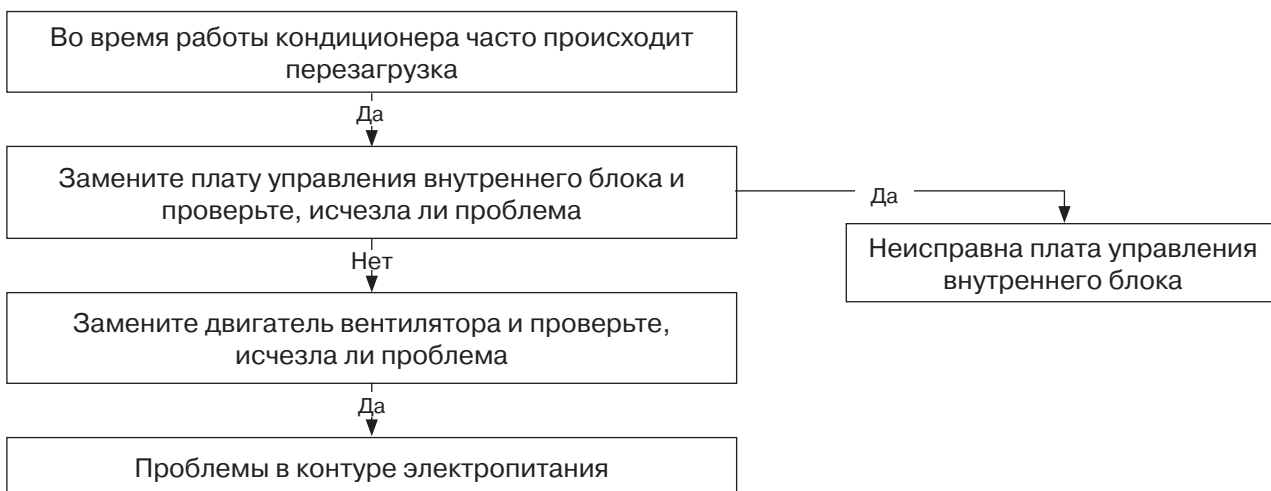 Во время работы кондиционера часто происходит
перезагрузка
Да
Замените плату управления внутреннего блока и
проверьте, исчезла ли проблема
Да
Неисправна плата управления
внутреннего блока
Нет
Замените двигатель вентилятора и проверьте,
исчезла ли проблема
Да
Проблемы в контуре электропитания